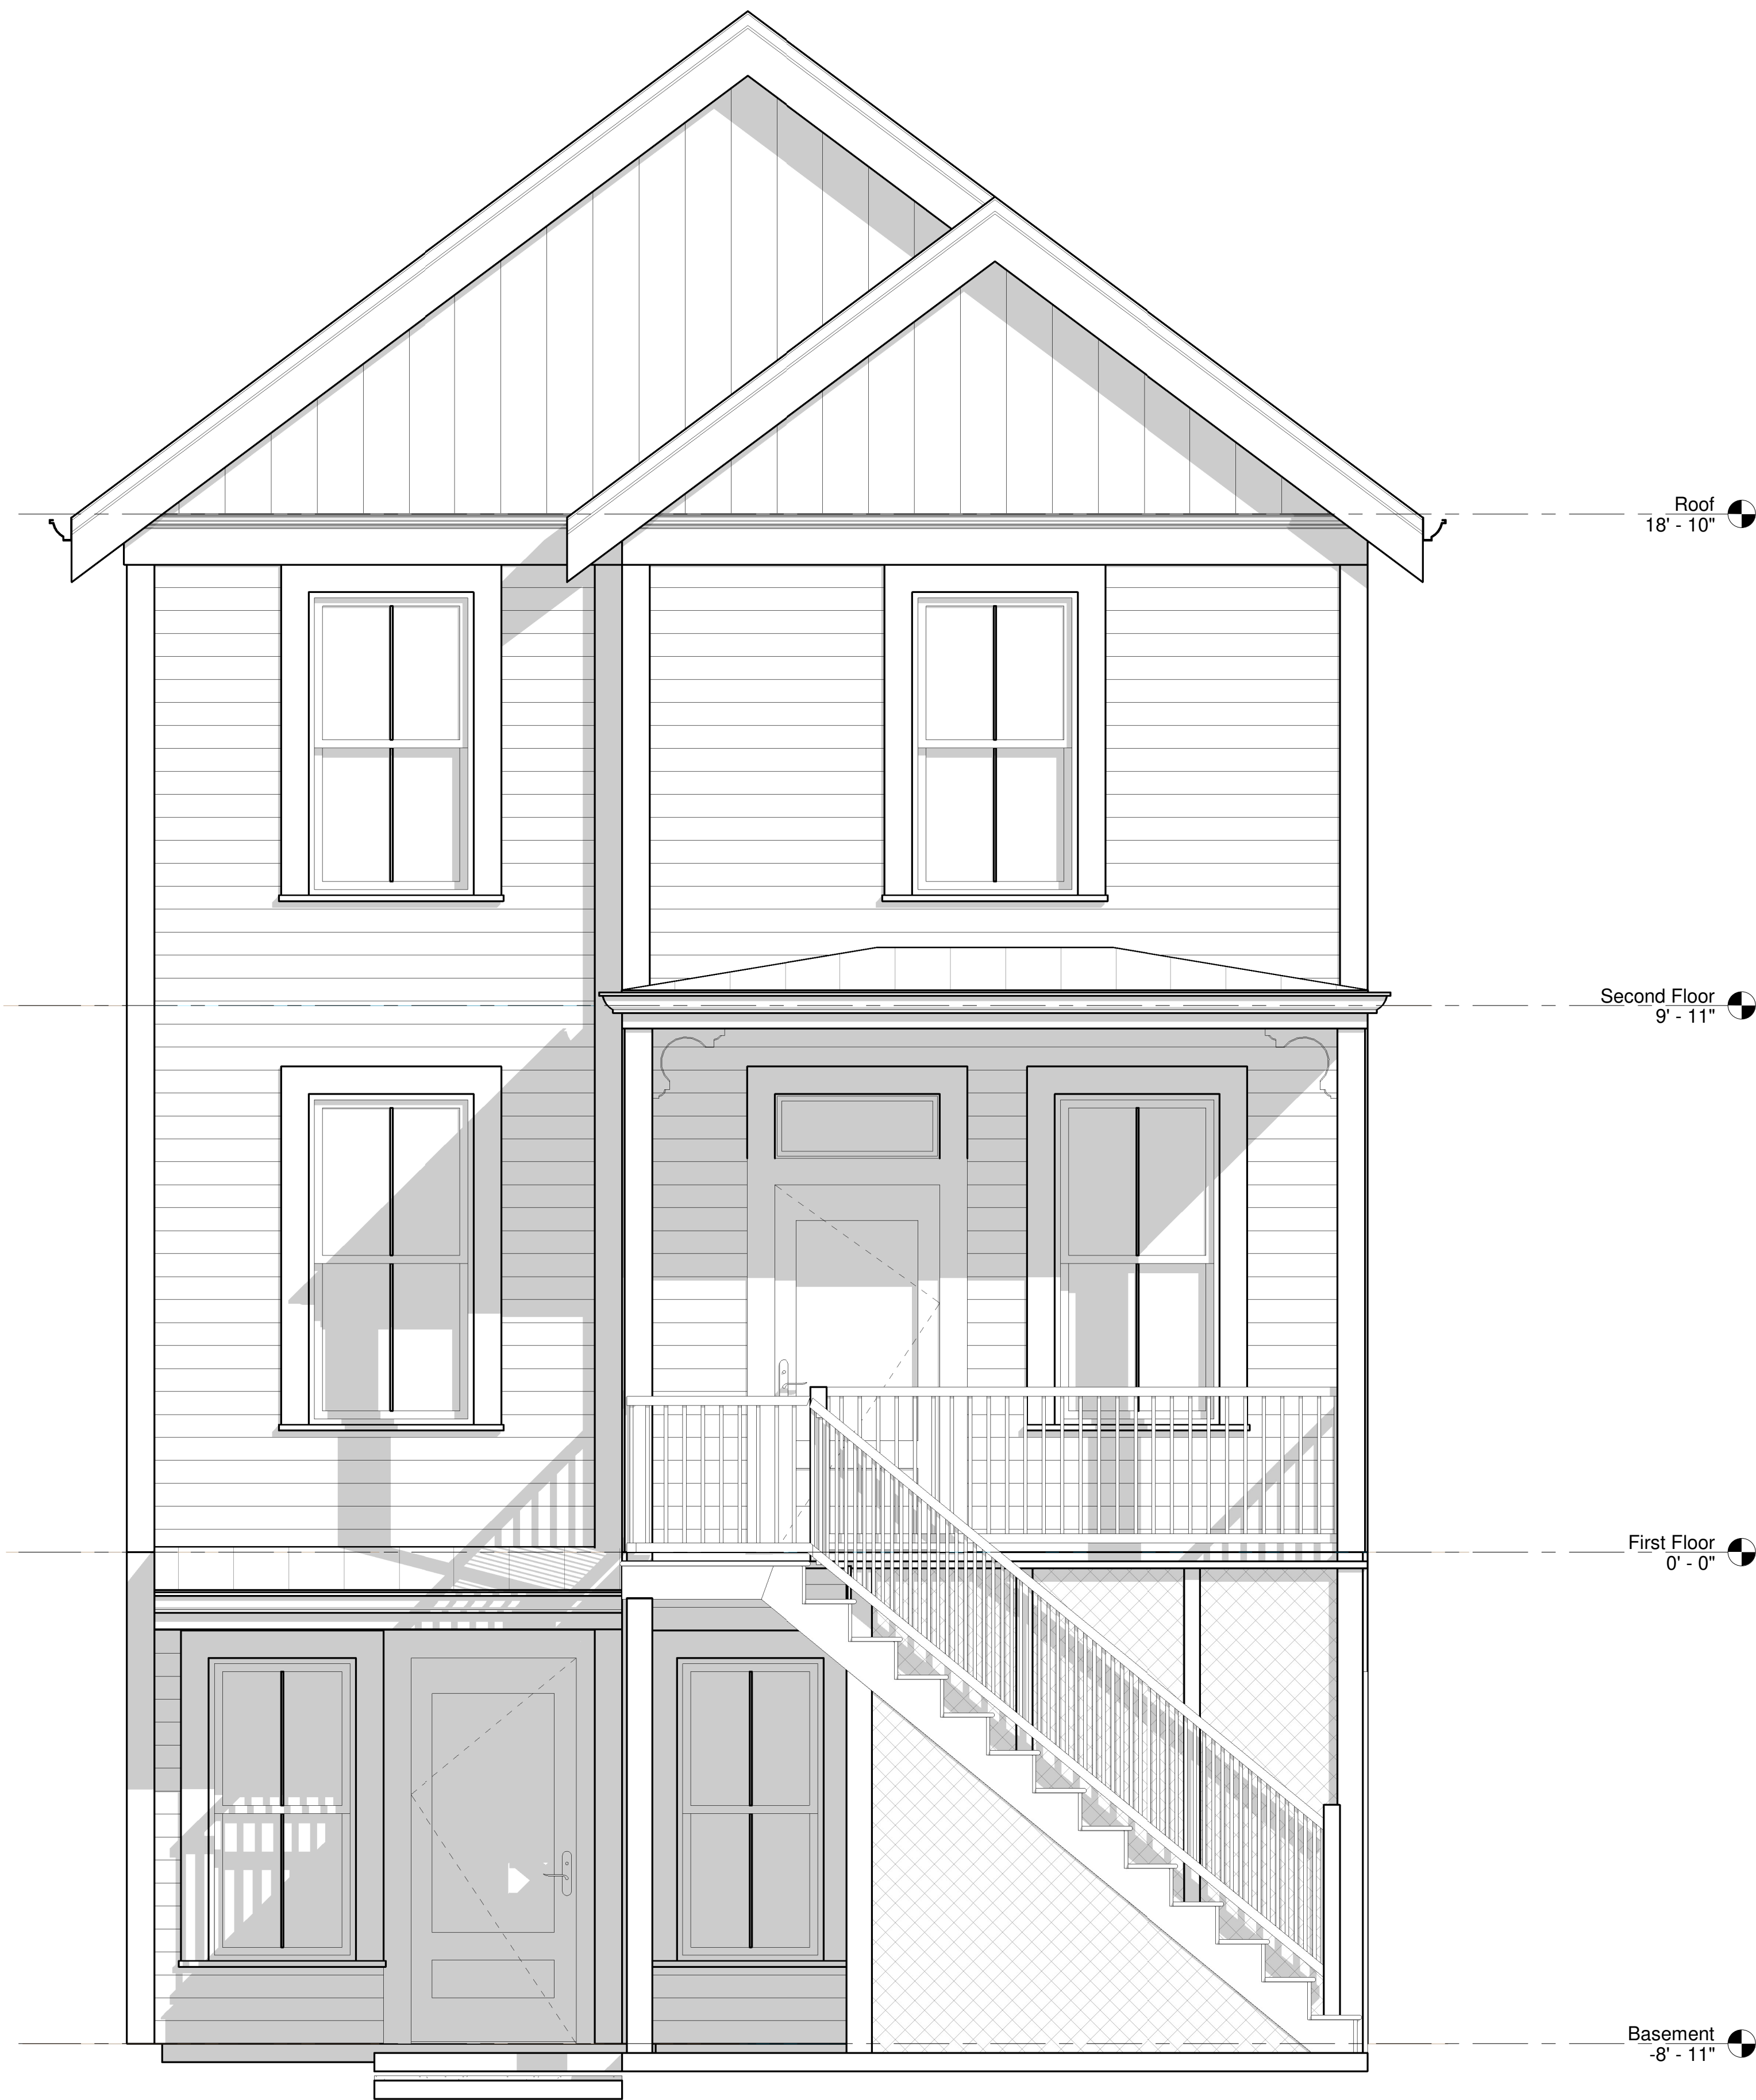 Roof
18' - 10"
Second Floor
9' - 11"
First Floor
0' - 0"
Basement
-8' - 11"